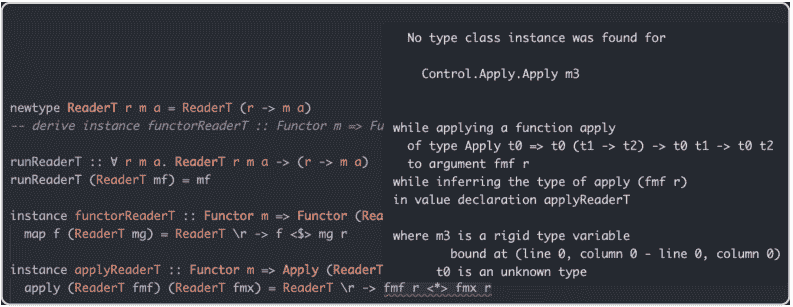 newtype ReaderT r m a = ReaderT (r -> m a)
-- derive instance functorReaderT :: Functor m => Fu
runReaderT :: ∀ r m a. ReaderT r m a -> (r -> m a)
runReaderT (ReaderT mf) = mf
instance functorReaderT :: Functor m => Functor (Rea
map f (ReaderT mg) = ReaderT \r -> f <$> mg r
instance applyReaderT :: Functor m => Apply (ReaderT
apply (ReaderT fmf) (ReaderT fmx) = ReaderT \r -> fmf r <*> fmx r
No type class instance was found for
Control.Apply.Apply m3
while applying a function apply
of type Apply t0 => t0 (t1 -> t2) -> t0 t1 -> t0 t2
to argument fmf r
while inferring the type of apply (fmf r)
in value declaration applyReaderT
where m3 is a rigid type variable
bound at (line 0, column 0 - line 0, column 0)
t0 is an unknown type